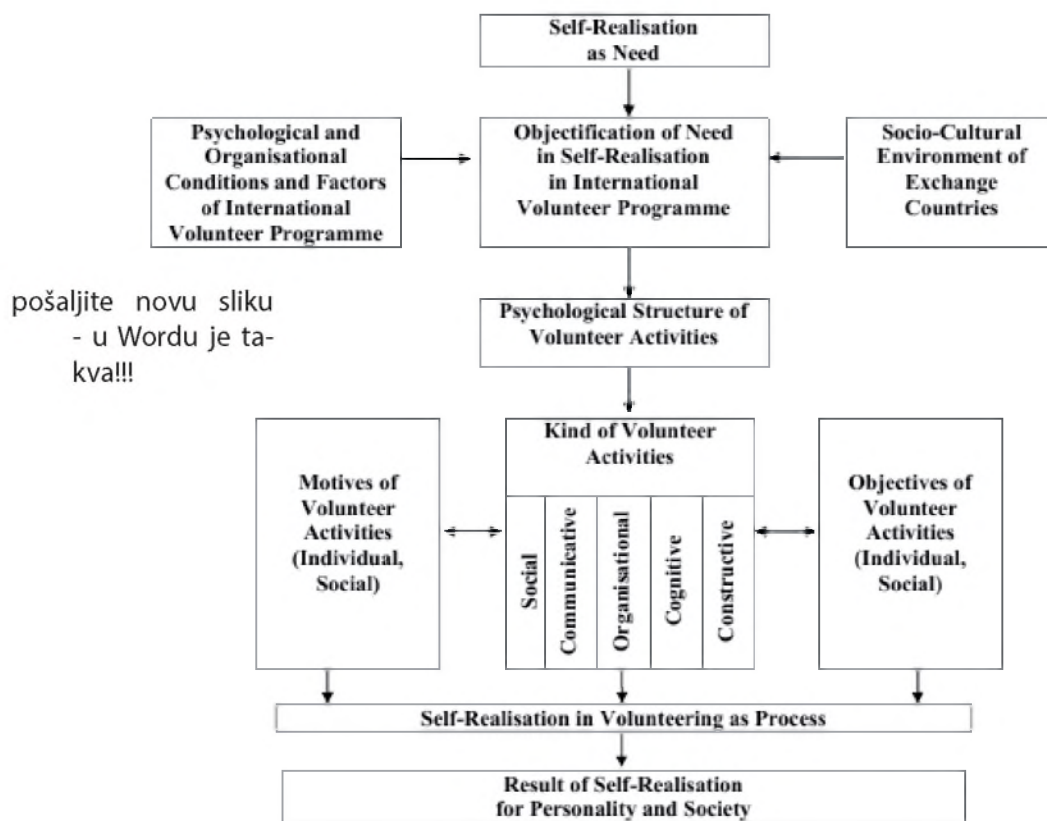 Self-Realisation
as Need
Psychological and
Organisational
Conditions and Factors
of International
Volunteer Programme
Objectification of Need
in Self-Realisation
in International
Volunteer Programme
Socio-Cultural
Environment of
Exchange
Countries
pošaljite novu sliku
- u Wordu je ta-
kva!!!
Psychological Structure of
Volunteer Activities
Motives of
Volunteer
Activities
(Individual,
Social)
Kind of Volunteer
Activities
Social
Communicative
Organisational
Cognitive
Constructive
Objectives of
Volunteer
Activities
(Individual,
Social)
Self-Realisation in Volunteering as Process
Result of Self-Realisation
for Personality and Society